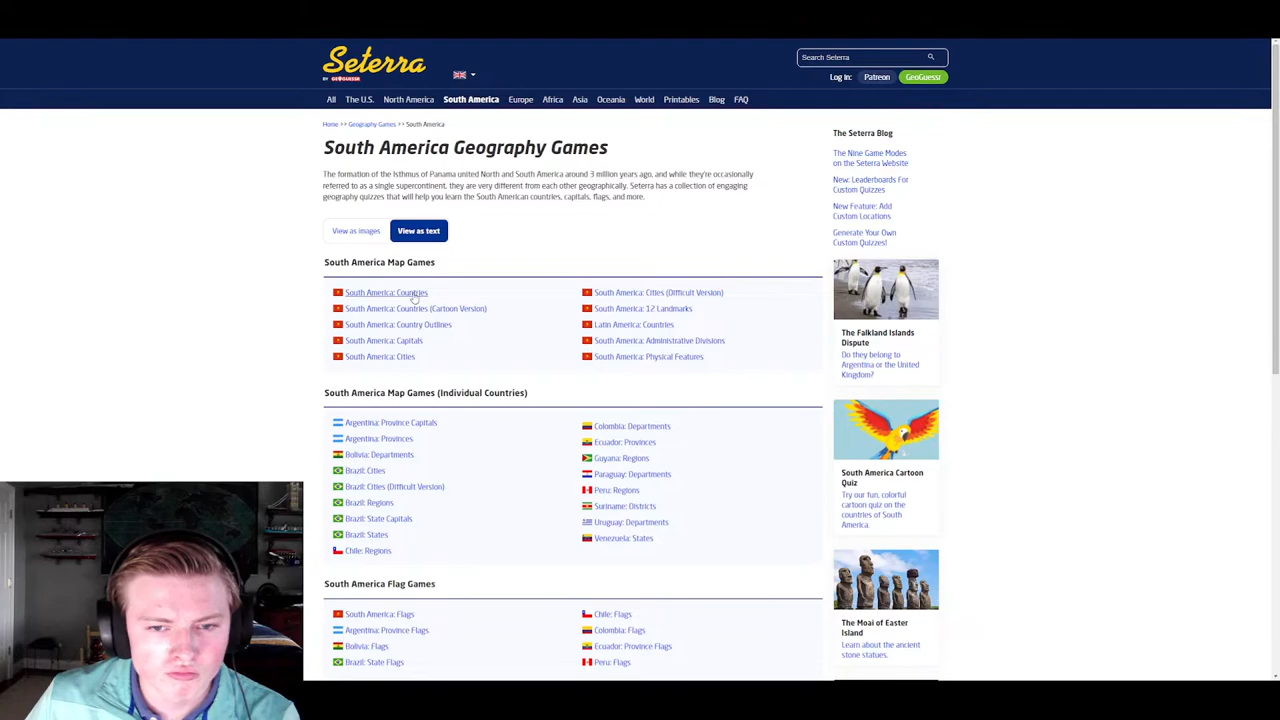 Seterra
BY GEOGUESSR
Search Seterra
Log in: Patreon GeoGuessr
All The U.S. North America South America Europe Africa Asia Oceania World Printables Blog FAQ
Home >> Geography Games >> South America
South America Geography Games
The formation of the Isthmus of Panama united North and South America around 3 million years ago, and while they're occasionally
referred to as a single supercontinent, they are very different from each other geographically. Seterra has a collection of engaging
geography quizzes that will help you learn the South American countries, capitals, flags, and more.
View as images View as text
South America Map Games
South America: Countries
South America: Countries (Cartoon Version)
South America: Country Outlines
South America: Capitals
South America: Cities
South America: Cities (Difficult Version)
South America: 12 Landmarks
Latin America: Countries
South America: Administrative Divisions
South America: Physical Features
South America Map Games (Individual Countries)
Argentina: Province Capitals
Argentina: Provinces
Bolivia: Departments
Brazil: Cities
Brazil: Cities (Difficult Version)
Brazil: Regions
Brazil: State Capitals
Brazil: States
Chile: Regions
Colombia: Departments
Ecuador: Provinces
Guyana: Regions
Paraguay: Departments
Peru: Regions
Suriname: Districts
Uruguay: Departments
Venezuela: States
South America Flag Games
South America: Flags
Argentina: Province Flags
Bolivia: Flags
Brazil: State Flags
Chile: Flags
Colombia: Flags
Ecuador: Province Flags
Peru: Flags
The Seterra Blog
The Nine Game Modes
on the Seterra Website
New: Leaderboards For
Custom Quizzes
New Feature: Add
Custom Locations
Generate Your Own
Custom Quizzes!
The Falkland Islands
Dispute
Do they belong to
Argentina or the United
Kingdom?
South America Cartoon
Quiz
Try our fun, colorful
cartoon quiz on the
countries of South
America.
The Moai of Easter
Island
Learn about the ancient
stone statues.